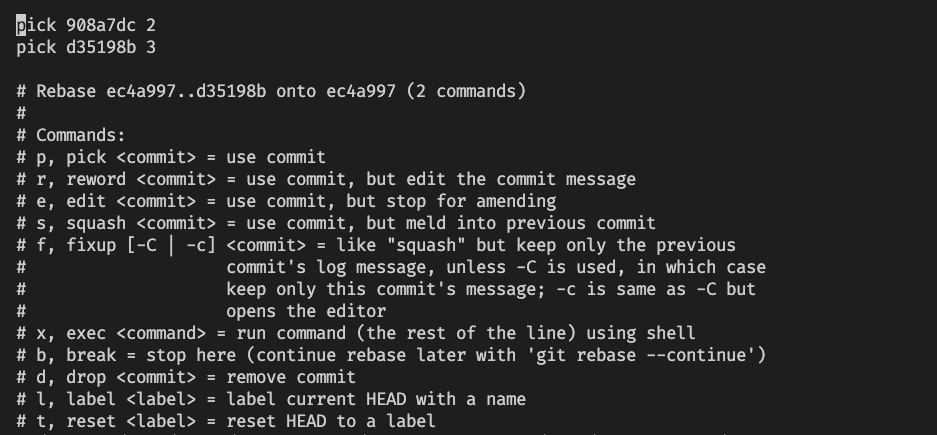 pick 908a7dc 2
pick d35198b 3

# Rebase ec4a997..d35198b onto ec4a997 (2 commands)
#
# Commands:
# p, pick <commit> = use commit
# r, reword <commit> = use commit, but edit the commit message
# e, edit <commit> = use commit, but stop for amending
# s, squash <commit> = use commit, but meld into previous commit
# f, fixup [-C | -c] <commit> = like "squash" but keep only the previous
#                    commit's log message, unless -C is used, in which case
#                    keep only this commit's message; -c is same as -C but
#                    opens the editor
# x, exec <command> = run command (the rest of the line) using shell
# b, break = stop here (continue rebase later with 'git rebase --continue')
# d, drop <commit> = remove commit
# l, label <label> = label current HEAD with a name
# t, reset <label> = reset HEAD to a label